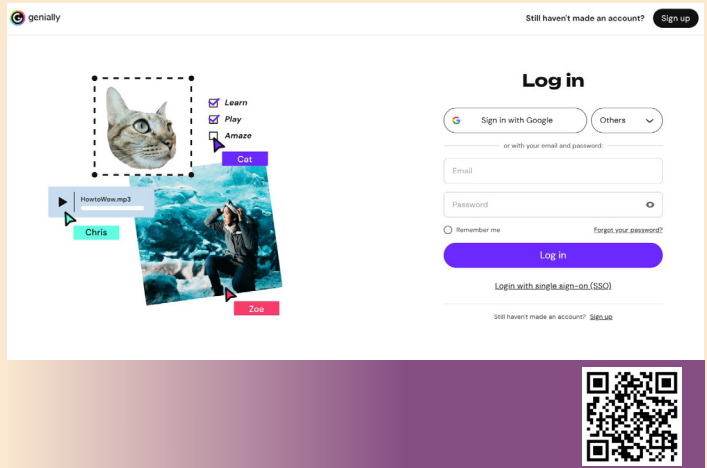 genially
Still haven't made an account? Sign up
Learn
Play
Amaze
Cat
HowtoWow.mp3
Chris
Zoe
Log in
Sign in with Google
Others
or with your email and password:
Email
Password
Remember me
Forgot your password?
Log in
Login with single sign-on (SSO)
Still haven't made an account? Sign up